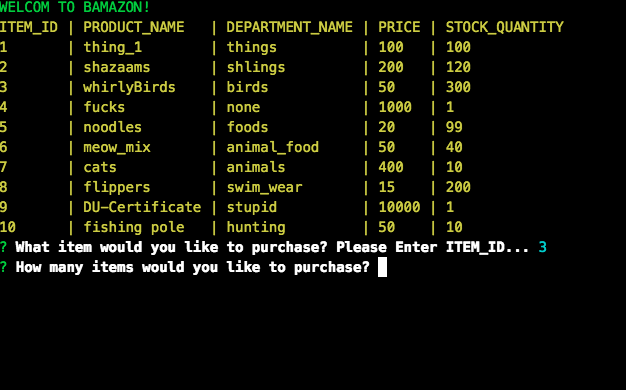 WELCOM TO BAMAZON!
ITEM_ID | PRODUCT_NAME | DEPARTMENT_NAME | PRICE | STOCK_QUANTITY
1 | thing_1 | things | 100 | 100
2 | shazaams | shlings | 200 | 120
3 | whirlyBirds | birds | 50 | 300
4 | fucks | none | 1000 | 1
5 | noodles | foods | 20 | 99
6 | meow_mix | animal_food | 50 | 40
7 | cats | animals | 400 | 10
8 | flippers | swim_wear | 15 | 200
9 | DU-Certificate | stupid | 10000 | 1
10 | fishing pole | hunting | 50 | 10
? What item would you like to purchase? Please Enter ITEM_ID... 3
? How many items would you like to purchase?